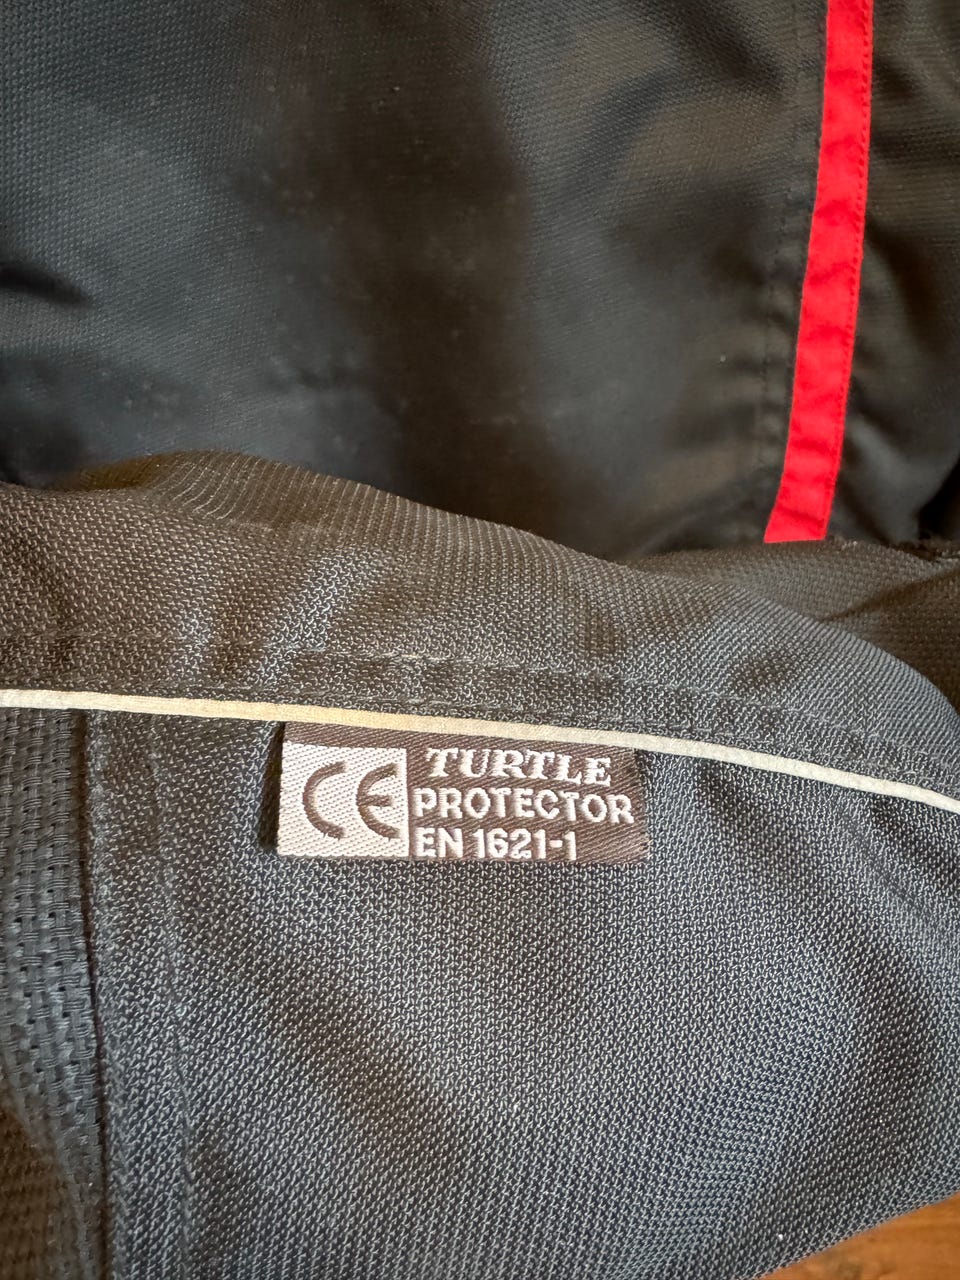 CE
TURTLE
PROTECTOR
EN 1621-1